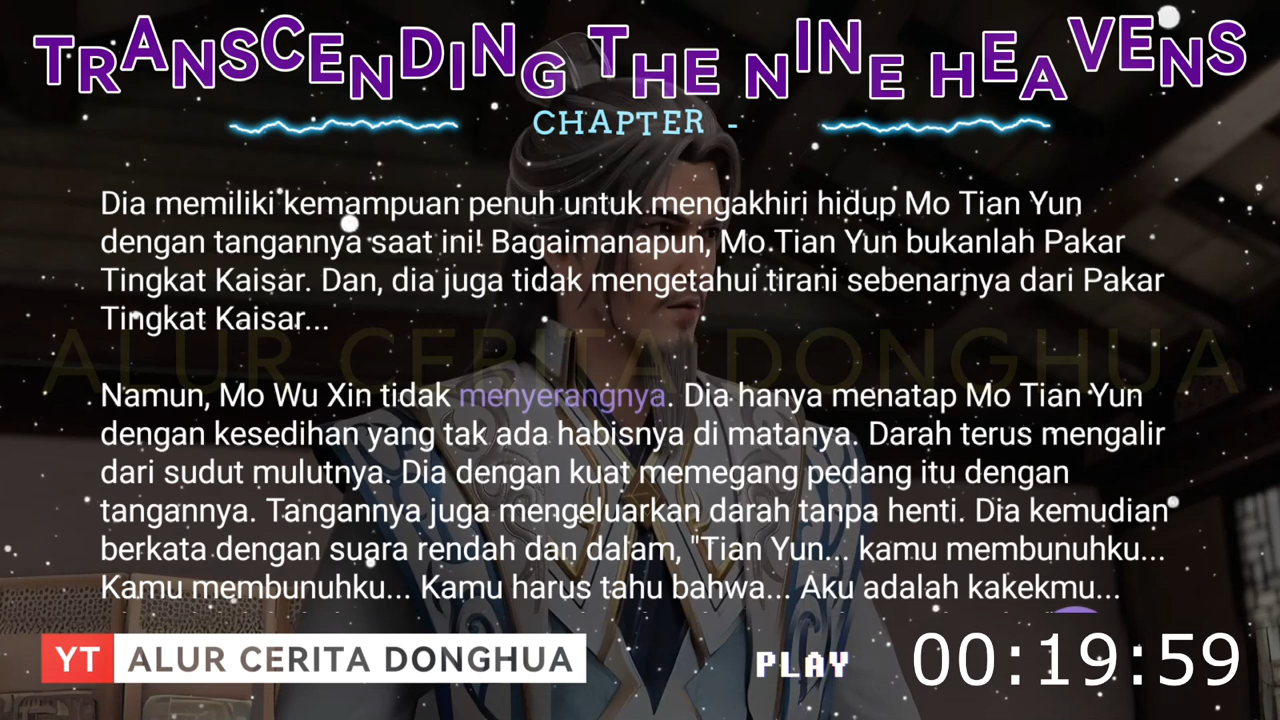 TRANSCENDING THE NINE HEAVENS
CHAPTER -
Dia memiliki kemampuan penuh untuk mengakhiri hidup Mo Tian Yun
dengan tangannya saat ini! Bagaimanapun, Mo Tian Yun bukanlah Pakar
Tingkat Kaisar. Dan, dia juga tidak mengetahui tirani sebenarnya dari Pakar
Tingkat Kaisar...
ALUR CERITA DONGHUA
Namun, Mo Wu Xin tidak menyerangnya. Dia hanya menatap Mo Tian Yun
dengan kesedihan yang tak ada habisnya di matanya. Darah terus mengalir
dari sudut mulutnya. Dia dengan kuat memegang pedang itu dengan
tangannya. Tangannya juga mengeluarkan darah tanpa henti. Dia kemudian
berkata dengan suara rendah dan dalam, "Tian Yun... kamu membunuhku...
Kamu membunuhku... Kamu harus tahu bahwa... Aku adalah kakekmu...
YT ALUR CERITA DONGHUA
PLAY
00:19:59